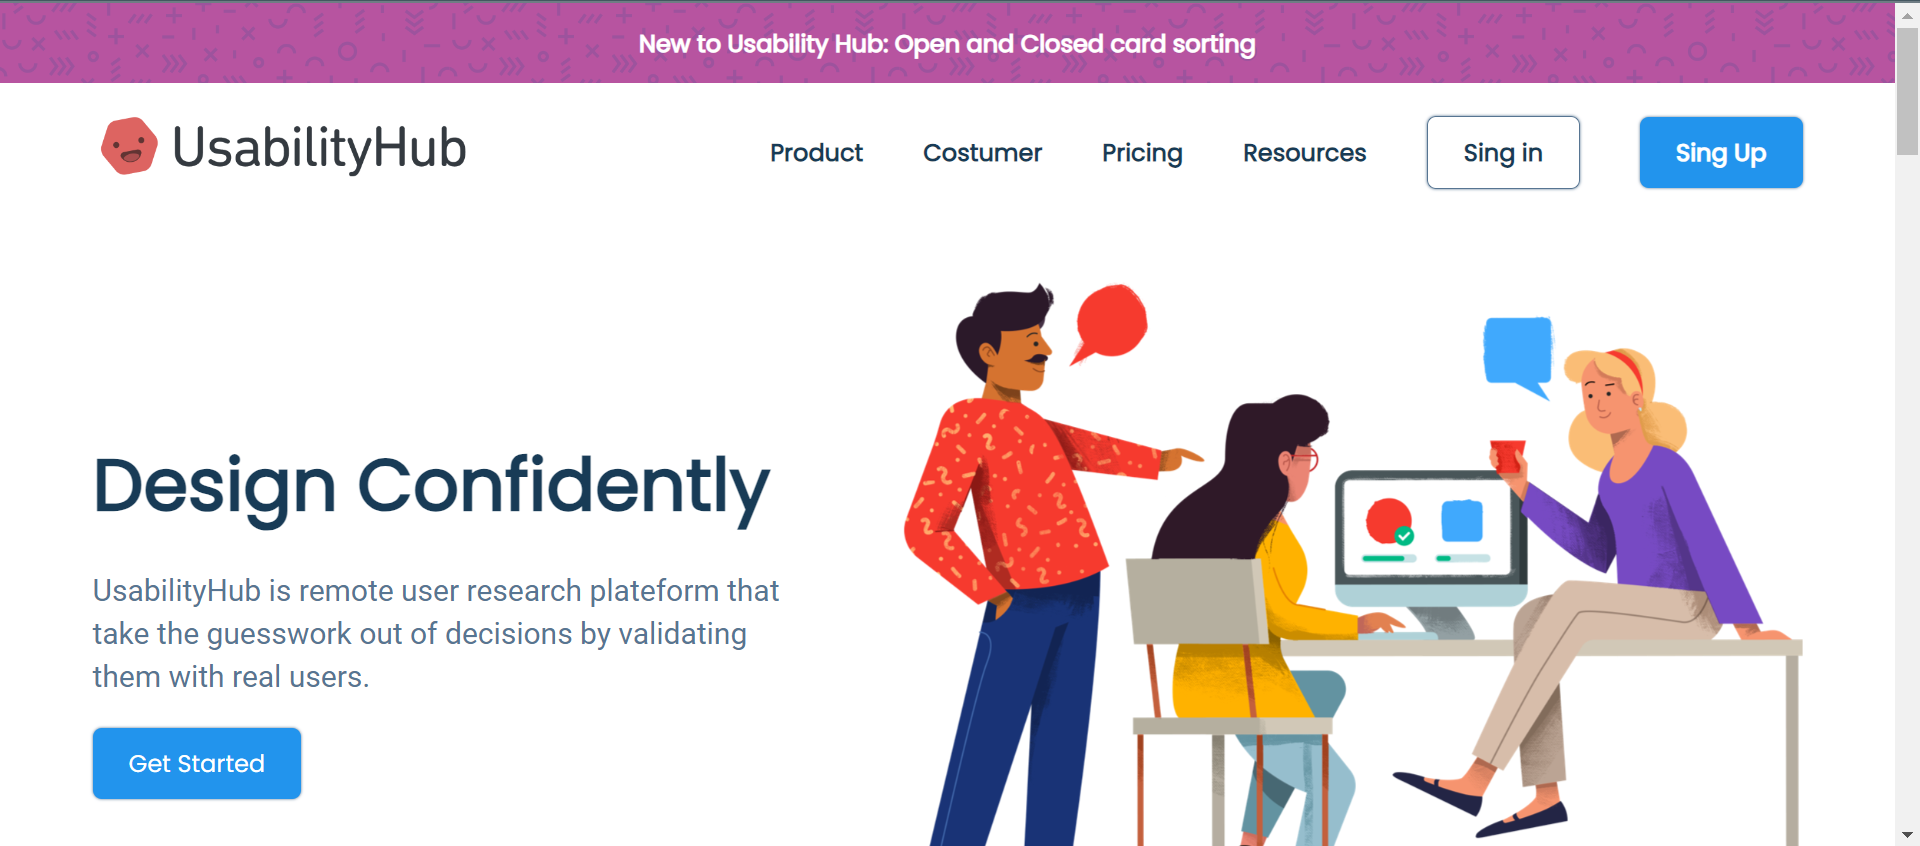 New to Usability Hub: Open and Closed card sorting
UsabilityHub
Product
Costumer
Pricing
Resources
Sing in
Sing Up
Design Confidently
UsabilityHub is remote user research plateform that
take the guesswork out of decisions by validating
them with real users.
Get Started